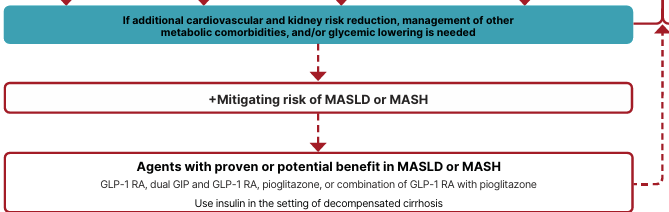 If additional cardiovascular and kidney risk reduction, management of other
metabolic comorbidities, and/or glycemic lowering is needed
+Mitigating risk of MASLD or MASH
Agents with proven or potential benefit in MASLD or MASH
GLP-1 RA, dual GIP and GLP-1 RA, pioglitazone, or combination of GLP-1 RA with pioglitazone
Use insulin in the setting of decompensated cirrhosis